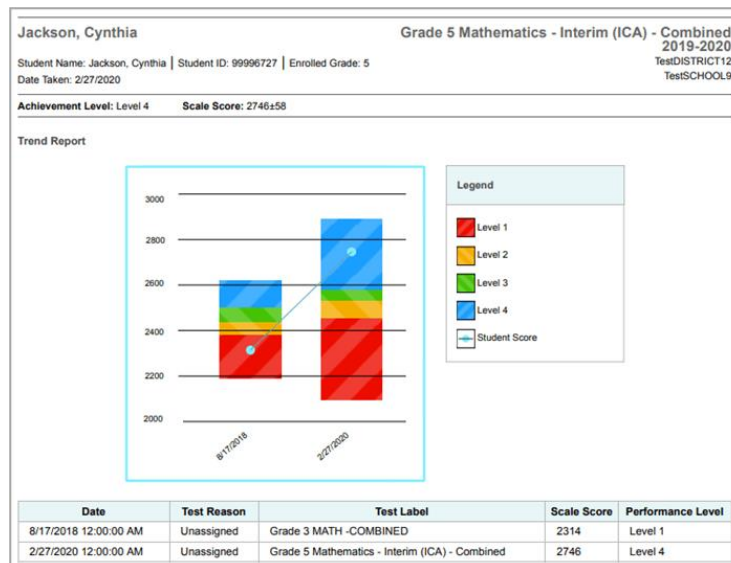 Jackson, Cynthia
Grade 5 Mathematics - Interim (ICA) - Combined
2019-2020
Student Name: Jackson, Cynthia | Student ID: 99996727 | Enrolled Grade: 5
TestDISTRICT12
Date Taken: 2/27/2020
TestSCHOOL9
Achievement Level: Level 4 Scale Score: 2746±58
Trend Report
3000
2800
2600
2400
2200
2000
8/17/2018
2/27/2020
Legend
Level 1
Level 2
Level 3
Level 4
Student Score
Date Test Reason Test Label Scale Score Performance Level
8/17/2018 12:00:00 AM Unassigned Grade 3 MATH -COMBINED 2314 Level 1
2/27/2020 12:00:00 AM Unassigned Grade 5 Mathematics - Interim (ICA) - Combined 2746 Level 4